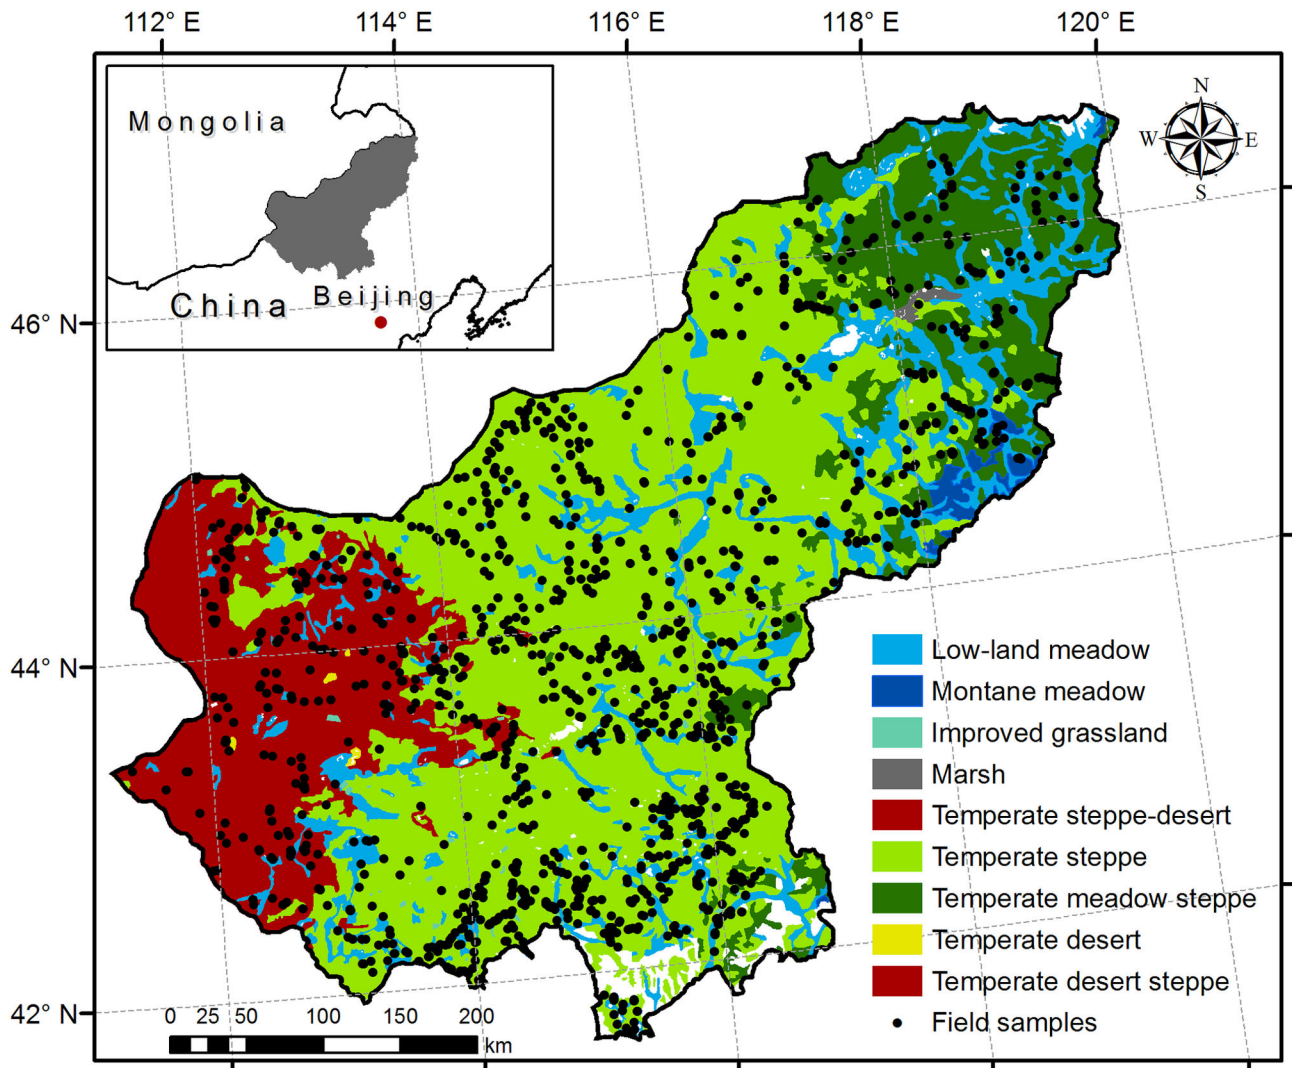 112° E 114° E 116° E 118° E 120° E
N
W E
S
Mongolia
China Beijing
46° N
44° N
42° N
Low-land meadow
Montane meadow
Improved grassland
Marsh
Temperate steppe-desert
Temperate steppe
Temperate meadow steppe
Temperate desert
Temperate desert steppe
Field samples
0 25 50 100 150 200
km